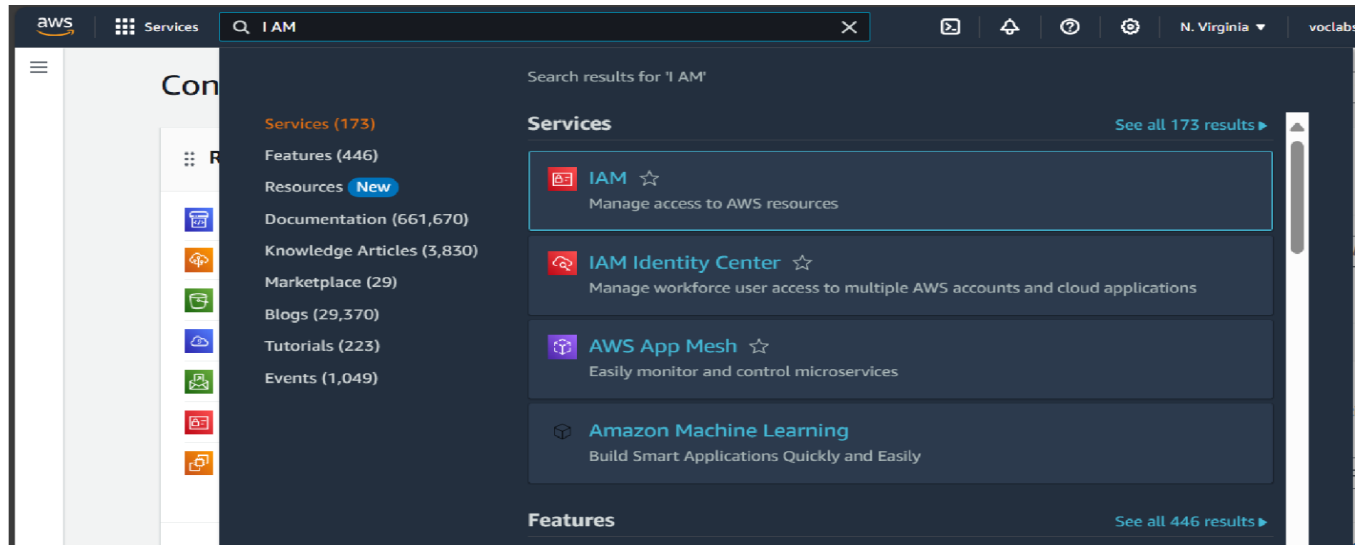 aws
Services
I AM
N. Virginia
voclabs
Con
R
Search results for 'I AM'
Services (173)
Features (446)
Resources New
Documentation (661,670)
Knowledge Articles (3,830)
Marketplace (29)
Blogs (29,370)
Tutorials (223)
Events (1,049)
Services
See all 173 results
IAM
Manage access to AWS resources
IAM Identity Center
Manage workforce user access to multiple AWS accounts and cloud applications
AWS App Mesh
Easily monitor and control microservices
Amazon Machine Learning
Build Smart Applications Quickly and Easily
Features
See all 446 results